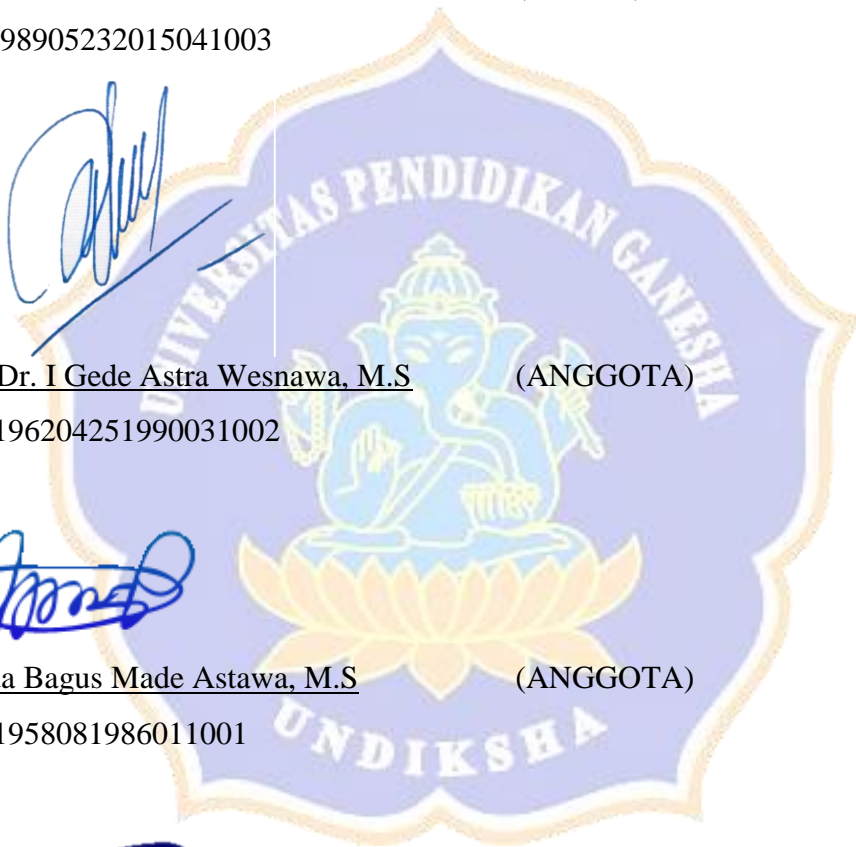 98905232015041003
UNIVERSITAS PENDIDIKAN GANESHA
Dr. I Gede Astra Wesnawa, M.S (ANGGOTA)
196204251990031002
a Bagus Made Astawa, M.S (ANGGOTA)
1958081986011001
UNDIKSHA